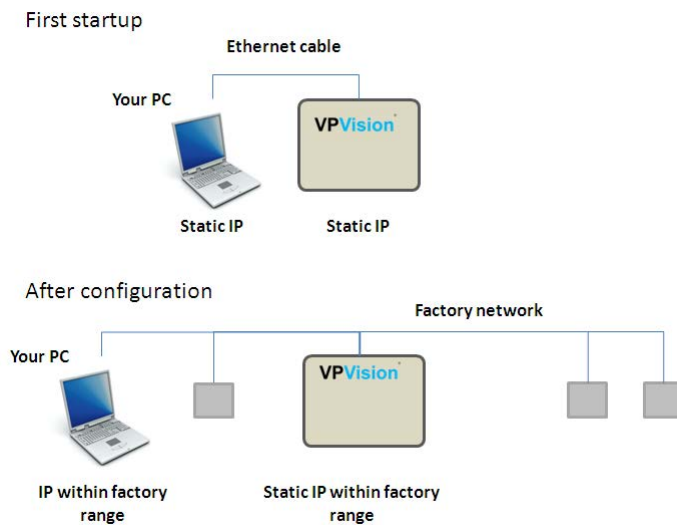 First startup
Ethernet cable
Your PC
VPVision
Static IP
Static IP
After configuration
Factory network
Your PC
VPVision
IP within factory
range
Static IP within factory
range